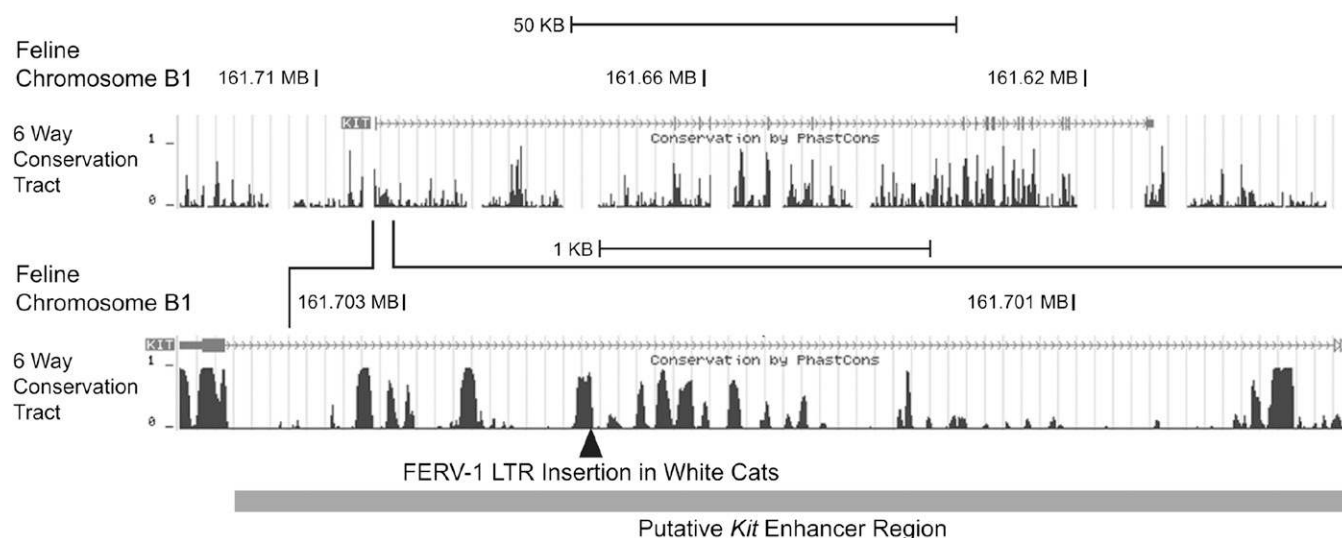 50 KB
Feline
Chromosome B1 161.71 MB 161.66 MB 161.62 MB
KIT
6 Way
Conservation
Tract
1
Conservation by PhastCons
0
1 KB
Feline
Chromosome B1 161.703 MB 161.701 MB
KIT
6 Way
Conservation
Tract
1
Conservation by PhastCons
0
FERV-1 LTR Insertion in White Cats
Putative Kit Enhancer Region